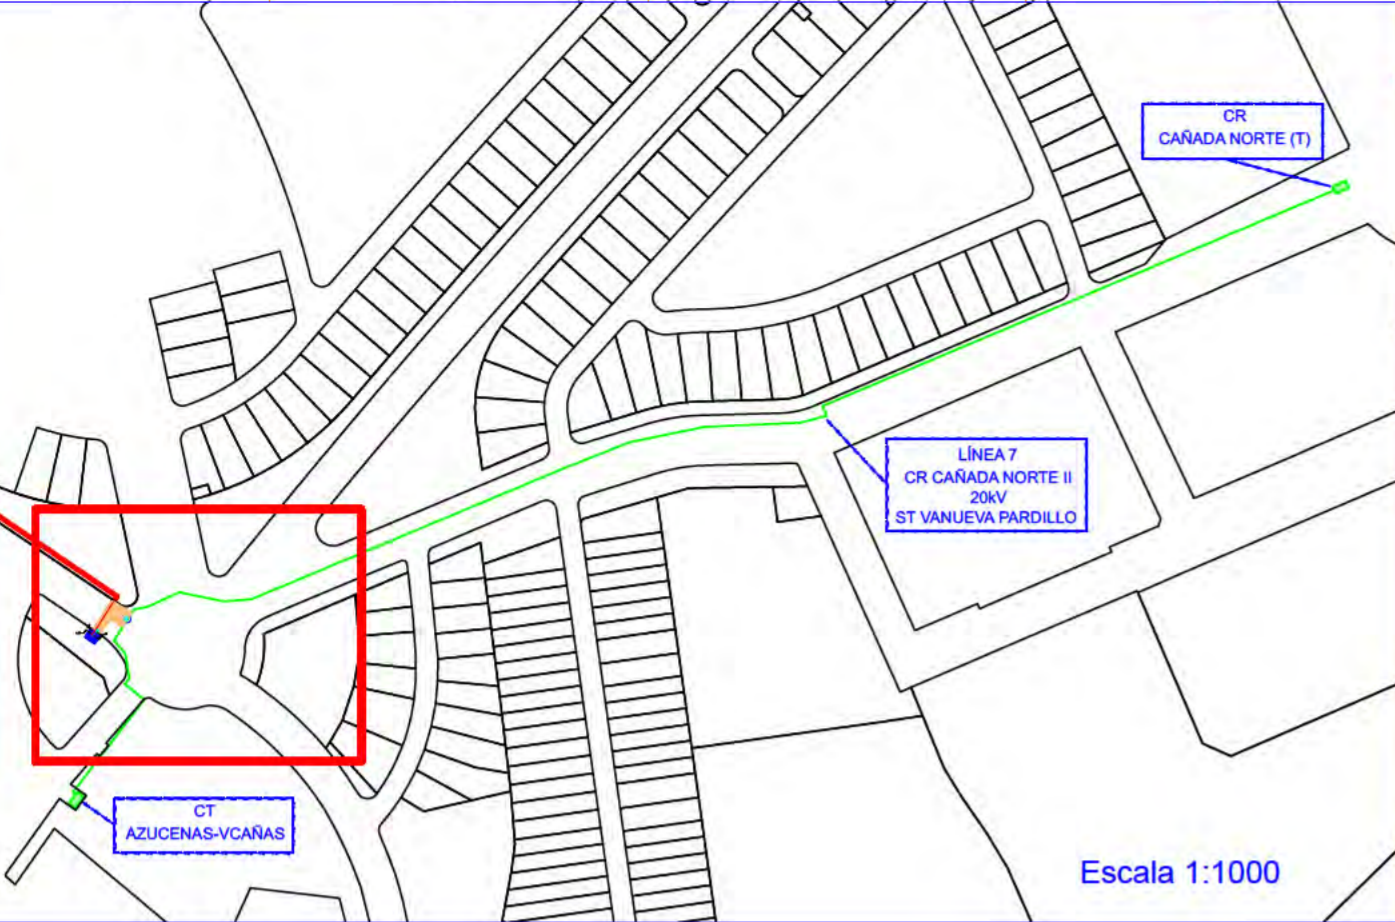 CR
CAÑADA NORTE (T)
LÍNEA 7
CR CAÑADA NORTE II
20kV
ST VANUEVA PARDILLO
CT
AZUCENAS-VCAÑAS
Escala 1:1000